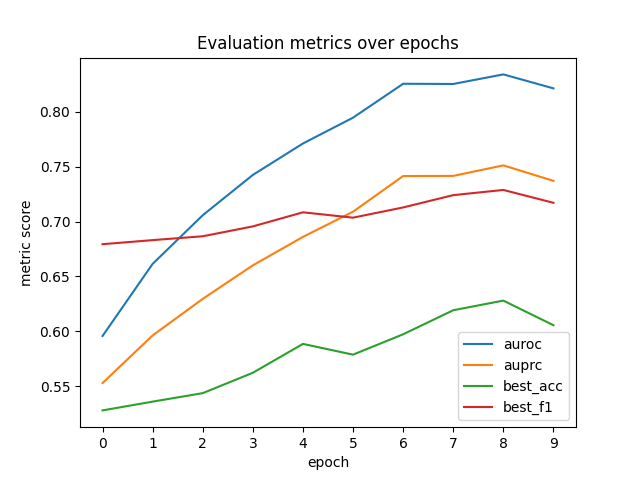 Evaluation metrics over epochs
metric score
0.80
0.75
0.70
0.65
0.60
0.55
auroc
auprc
best_acc
best_f1
0 1 2 3 4 5 6 7 8 9
epoch